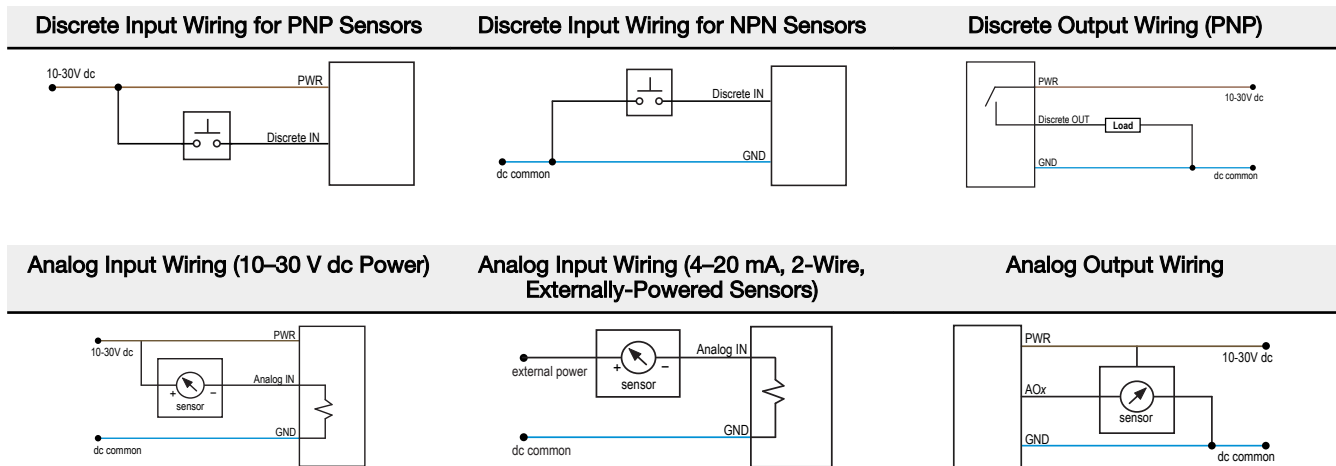 Discrete Input Wiring for PNP Sensors
Discrete Input Wiring for NPN Sensors
Discrete Output Wiring (PNP)
10-30V dc
PWR
Discrete IN
Discrete IN
GND
dc common
PWR
10-30V dc
Discrete OUT
Load
GND
dc common
Analog Input Wiring (10–30 V dc Power)
Analog Input Wiring (4–20 mA, 2-Wire,
Externally-Powered Sensors)
Analog Output Wiring
PWR
10-30V dc
Analog IN
+
–
sensor
GND
dc common
Analog IN
external power
+
–
sensor
GND
dc common
PWR
10-30V dc
AOx
sensor
GND
dc common